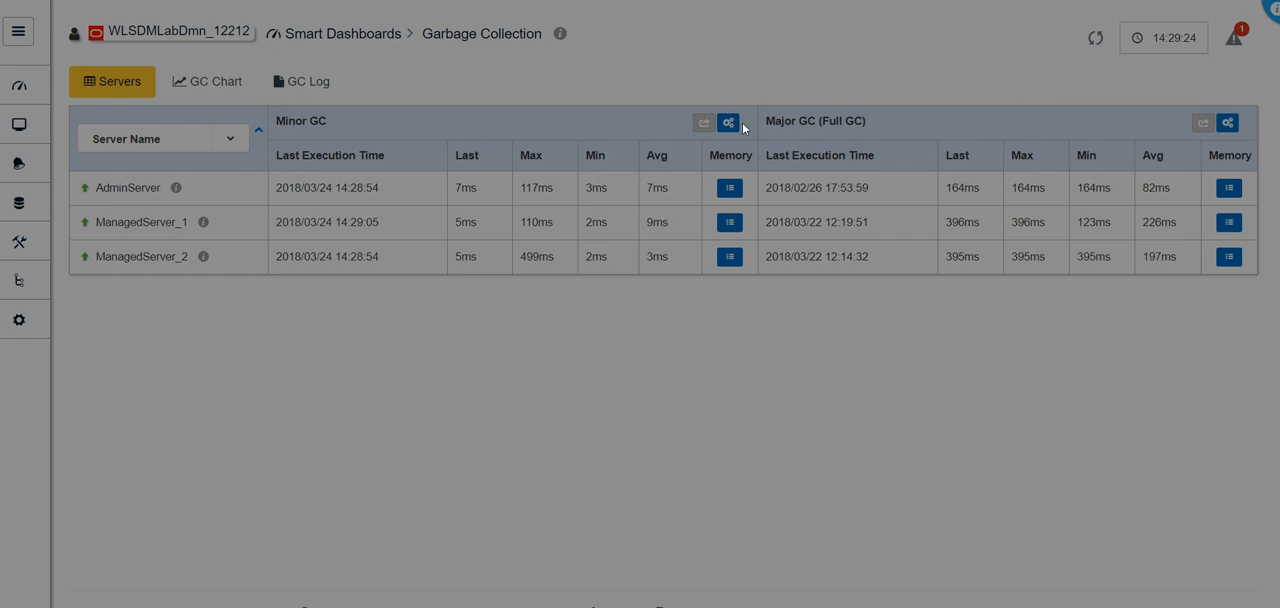 WLSDMLabDmn_12212 Smart Dashboards > Garbage Collection 14:29:24 1
Servers GC Chart GC Log
Server Name Minor GC Major GC (Full GC)
Last Execution Time Last Max Min Avg Memory Last Execution Time Last Max Min Avg Memory
AdminServer 2018/03/24 14:28:54 7ms 117ms 3ms 7ms 2018/02/26 17:53:59 164ms 164ms 164ms 82ms
ManagedServer_1 2018/03/24 14:29:05 5ms 110ms 2ms 9ms 2018/03/22 12:19:51 396ms 396ms 123ms 226ms
ManagedServer_2 2018/03/24 14:28:54 5ms 499ms 2ms 3ms 2018/03/22 12:14:32 395ms 395ms 395ms 197ms